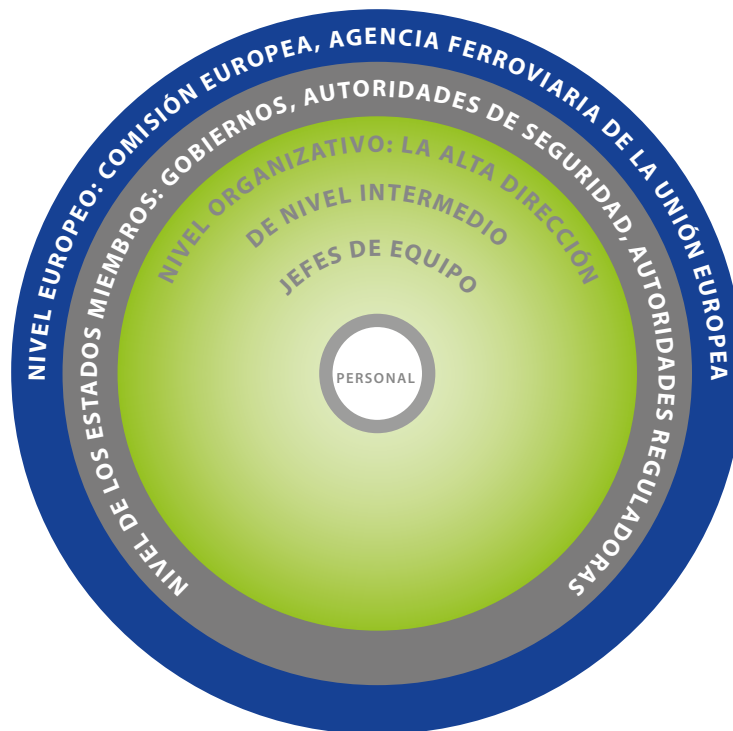 NIVEL EUROPEO: COMISIÓN EUROPEA, AGENCIA FERROVIARIA DE LA UNIÓN EUROPEA
NIVEL DE LOS ESTADOS MIEMBROS: GOBIERNOS, AUTORIDADES DE SEGURIDAD, AUTORIDADES REGULADORAS
NIVEL ORGANIZATIVO: LA ALTA DIRECCIÓN
DE NIVEL INTERMEDIO
JEFES DE EQUIPO
PERSONAL